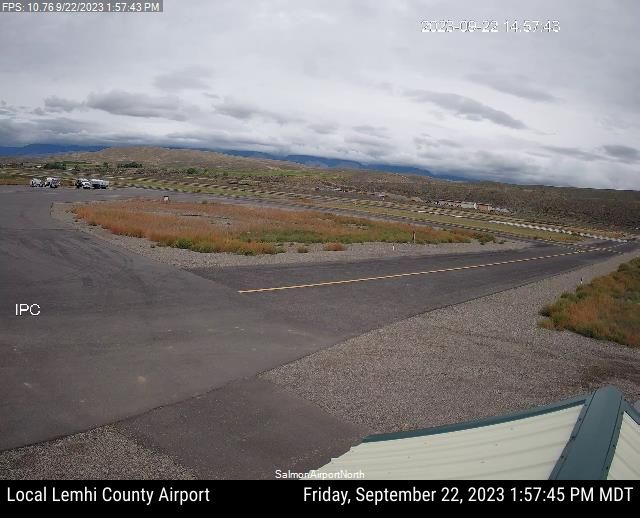 FPS: 10.76 9/22/2023 1:57:43 PM
2023-09-22 14:57:43
IPC
SalmonAirportNorth
Local Lemhi County Airport
Friday, September 22, 2023 1:57:45 PM MDT